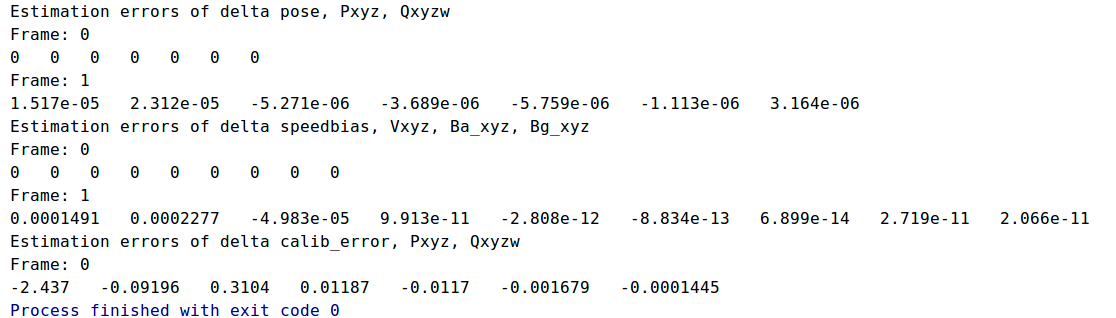 Estimation errors of delta pose, Pxyz, Qxyzw
Frame: 0
0   0   0   0   0   0   0
Frame: 1
1.517e-05   2.312e-05   -5.271e-06   -3.689e-06   -5.759e-06   -1.113e-06   3.164e-06
Estimation errors of delta speedbias, Vxyz, Ba_xyz, Bg_xyz
Frame: 0
0   0   0   0   0   0   0   0   0
Frame: 1
0.0001491   0.0002277   -4.983e-05   9.913e-11   -2.808e-12   -8.834e-13   6.899e-14   2.719e-11   2.066e-11
Estimation errors of delta calib_error, Pxyz, Qxyzw
Frame: 0
-2.437   -0.09196   0.3104   0.01187   -0.0117   -0.001679   -0.0001445
Process finished with exit code 0